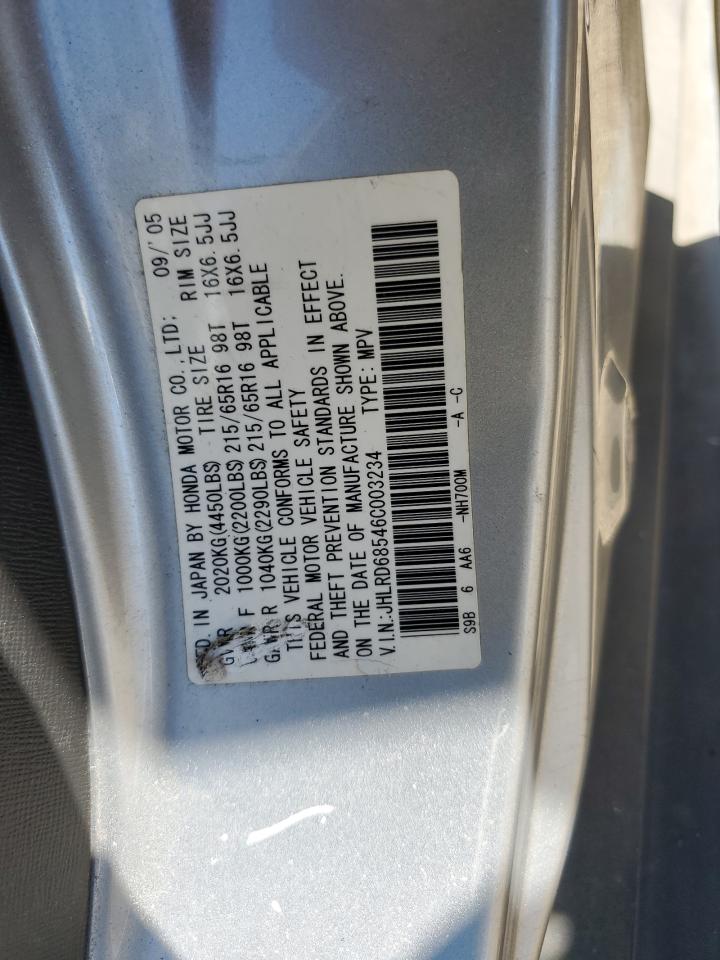 IN JAPAN BY HONDA MOTOR CO., LTD; 09/'05
2020KG(4450LBS) TIRE SIZE RIM SIZE
F 1000KG(2200LBS) 215/65R16 98T 16X6.5JJ
R 1040KG(2290LBS) 215/65R16 98T 16X6.5JJ
THIS VEHICLE CONFORMS TO ALL APPLICABLE
FEDERAL MOTOR VEHICLE SAFETY
AND THEFT PREVENTION STANDARDS IN EFFECT
ON THE DATE OF MANUFACTURE SHOWN ABOVE.
V.I.N:JHLRD68546C003234 TYPE: MPV
S9B 6 AA6 -NH700M -A -C